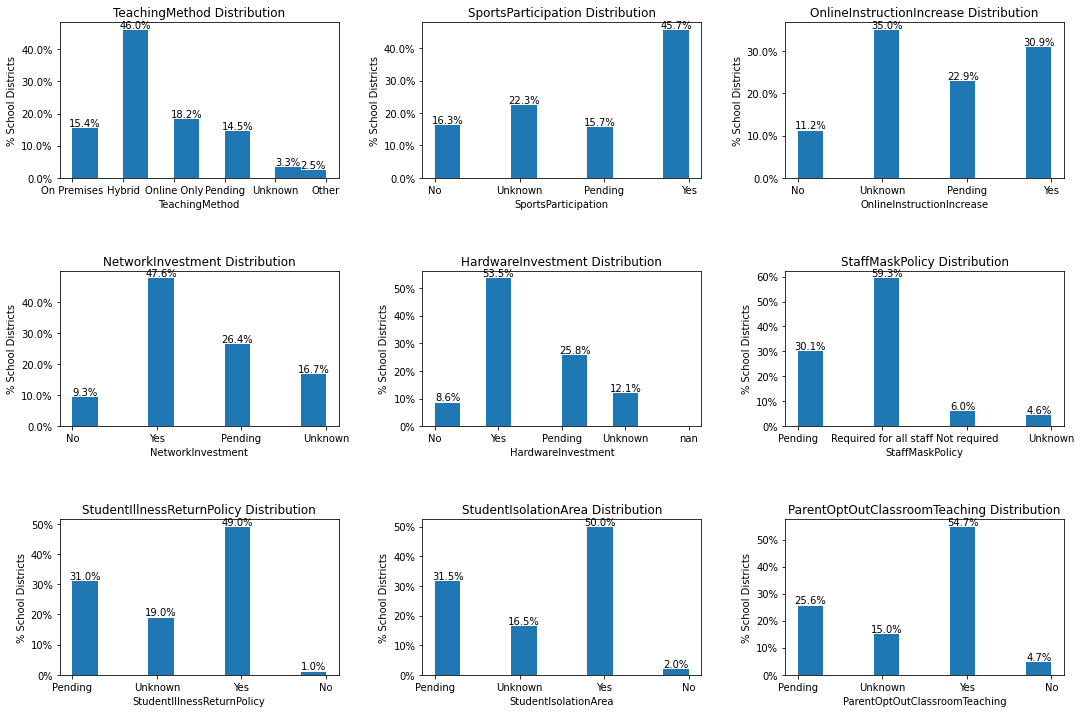 TeachingMethod Distribution
% School Districts
40.0%
30.0%
20.0%
10.0%
0.0%
15.4%
46.0%
18.2%
14.5%
3.3%
2.5%
On Premises Hybrid Online Only Pending Unknown Other
TeachingMethod
SportsParticipation Distribution
% School Districts
40.0%
30.0%
20.0%
10.0%
0.0%
16.3%
22.3%
15.7%
45.7%
No Unknown Pending Yes
SportsParticipation
OnlineInstructionIncrease Distribution
% School Districts
30.0%
20.0%
10.0%
0.0%
11.2%
35.0%
22.9%
30.9%
No Unknown Pending Yes
OnlineInstructionIncrease
NetworkInvestment Distribution
% School Districts
40.0%
30.0%
20.0%
10.0%
0.0%
9.3%
47.6%
26.4%
16.7%
No Yes Pending Unknown
NetworkInvestment
HardwareInvestment Distribution
% School Districts
50%
40%
30%
20%
10%
0%
8.6%
53.5%
25.8%
12.1%
No Yes Pending Unknown nan
HardwareInvestment
StaffMaskPolicy Distribution
% School Districts
60%
50%
40%
30%
20%
10%
0%
30.1%
59.3%
6.0%
4.6%
Pending Required for all staff Not required Unknown
StaffMaskPolicy
StudentIllnessReturnPolicy Distribution
% School Districts
50%
40%
30%
20%
10%
0%
31.0%
19.0%
49.0%
1.0%
Pending Unknown Yes No
StudentIllnessReturnPolicy
StudentIsolationArea Distribution
% School Districts
50%
40%
30%
20%
10%
0%
31.5%
16.5%
50.0%
2.0%
Pending Unknown Yes No
StudentIsolationArea
ParentOptOutClassroomTeaching Distribution
% School Districts
50%
40%
30%
20%
10%
0%
25.6%
15.0%
54.7%
4.7%
Pending Unknown Yes No
ParentOptOutClassroomTeaching